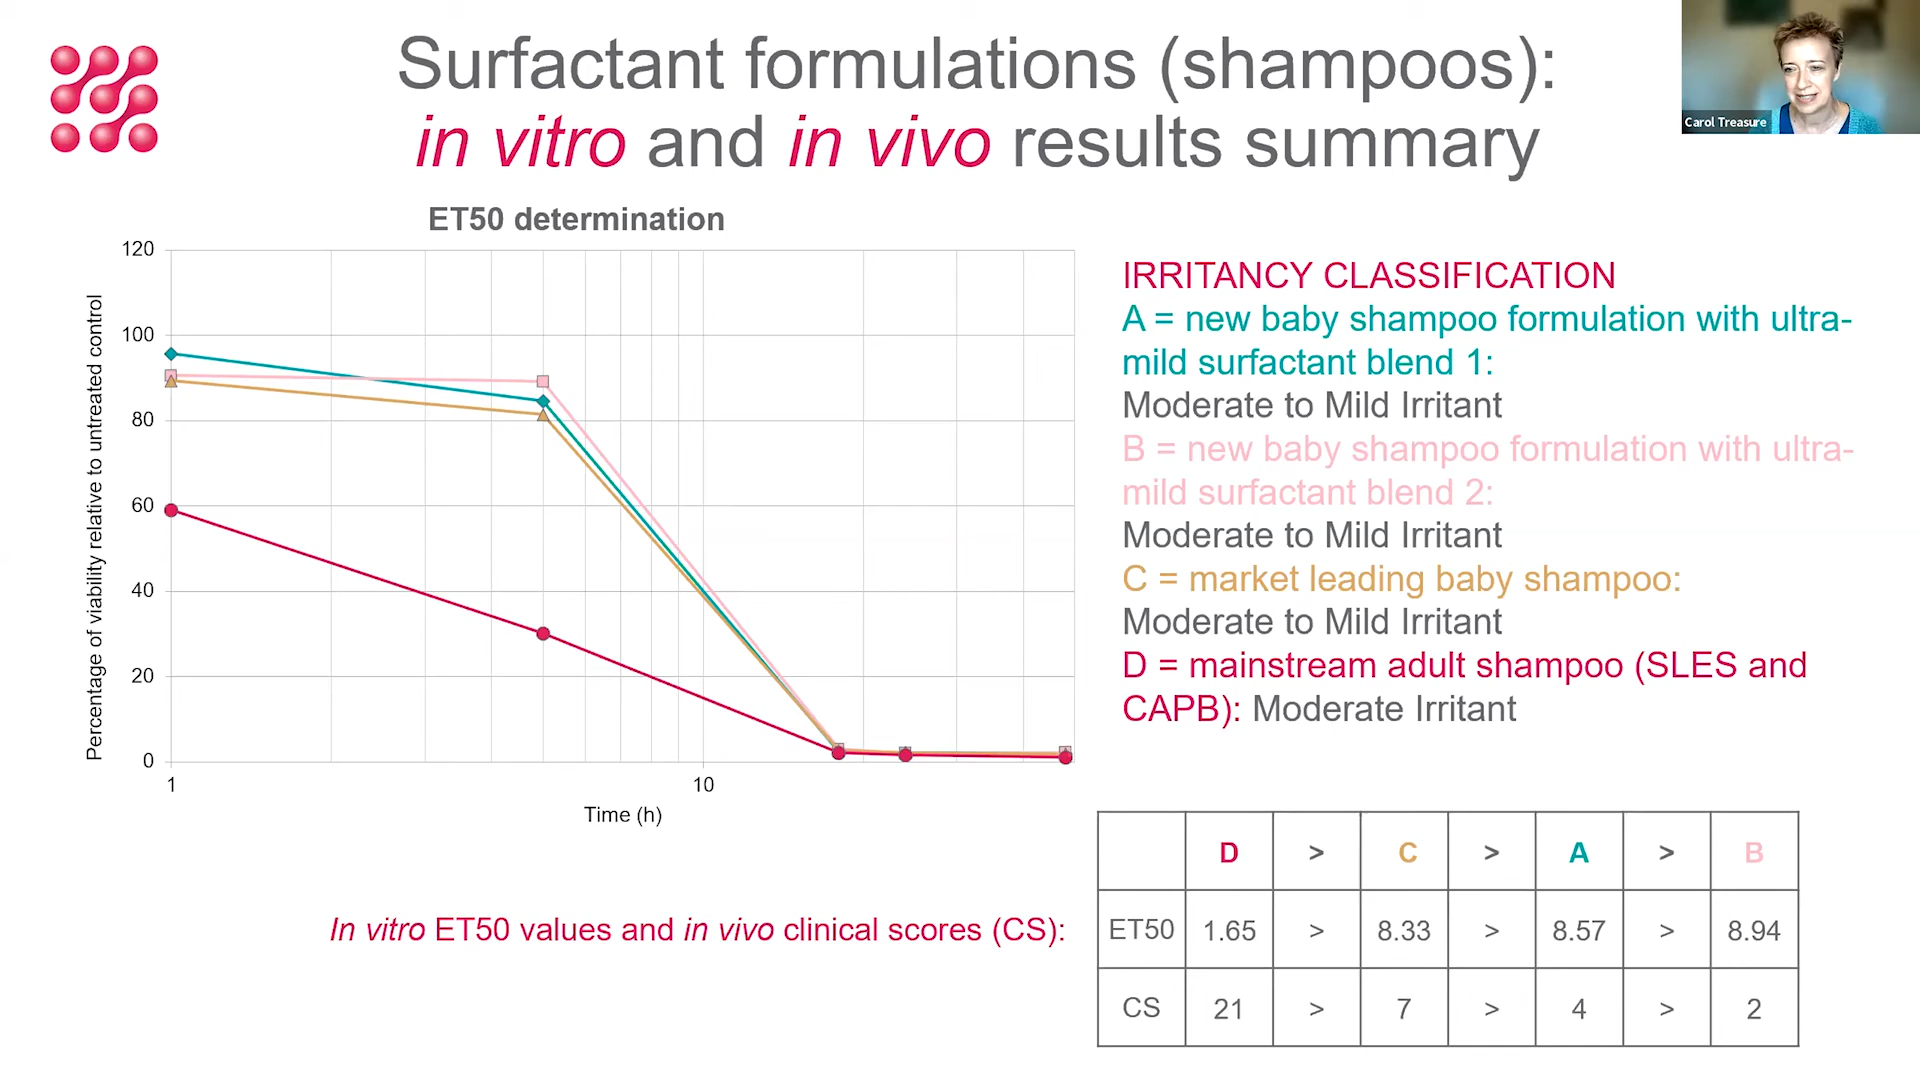 Surfactant formulations (shampoos):
in vitro and in vivo results summary
Carol Treasure
ET50 determination
Percentage of viability relative to untreated control
120
100
80
60
40
20
0
1
10
Time (h)
IRRITANCY CLASSIFICATION
A = new baby shampoo formulation with ultra-
mild surfactant blend 1:
Moderate to Mild Irritant
B = new baby shampoo formulation with ultra-
mild surfactant blend 2:
Moderate to Mild Irritant
C = market leading baby shampoo:
Moderate to Mild Irritant
D = mainstream adult shampoo (SLES and
CAPB): Moderate Irritant
In vitro ET50 values and in vivo clinical scores (CS):
D > C > A > B
ET50 1.65 > 8.33 > 8.57 > 8.94
CS 21 > 7 > 4 > 2